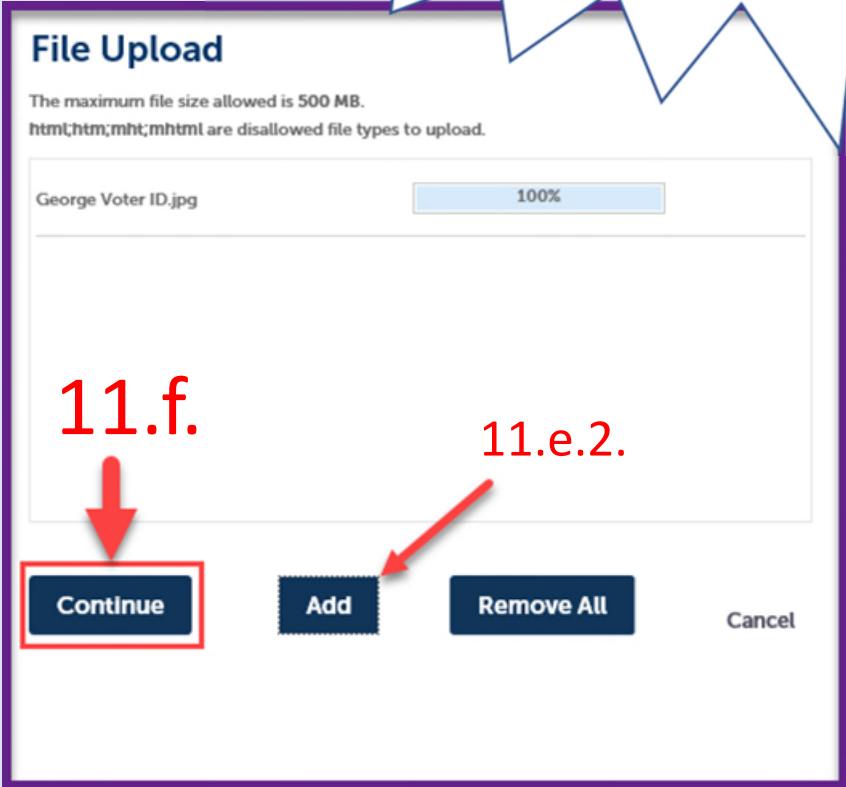 File Upload
The maximum file size allowed is 500 MB.
html;htm;mht;mhtml are disallowed file types to upload.
George Voter ID.jpg 100%
11.f.
11.e.2.
Continue Add Remove All Cancel